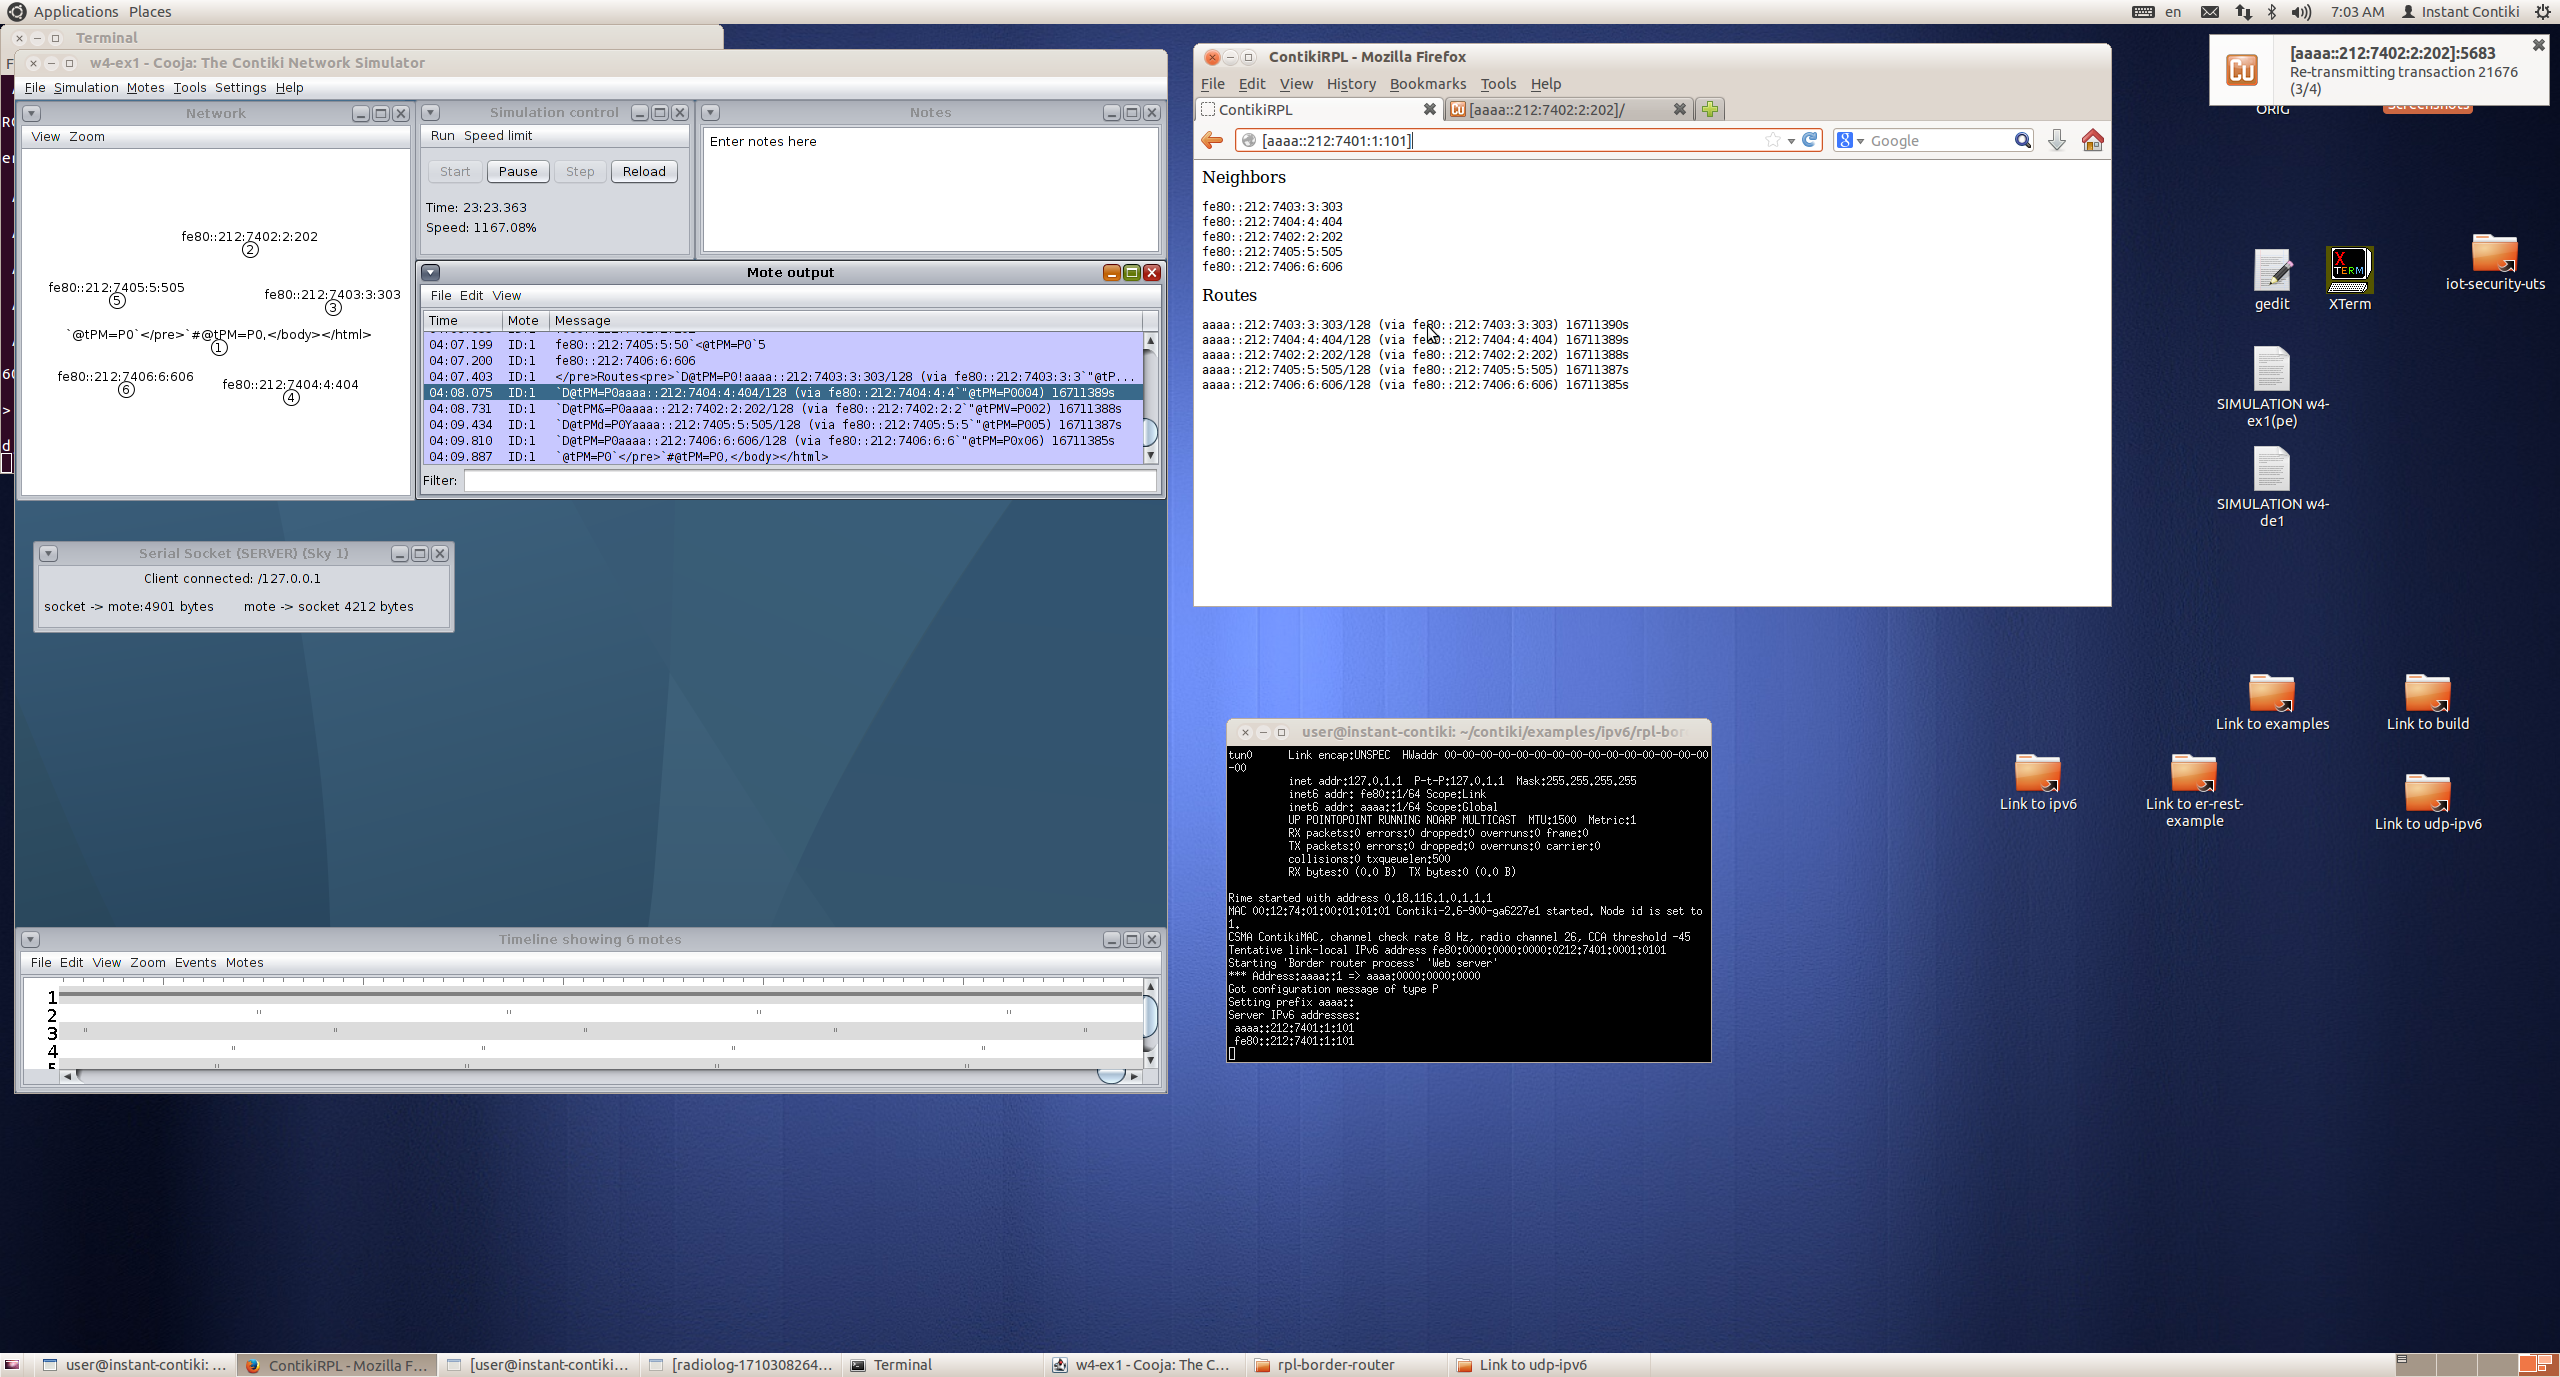 Applications Places
en 7:03 AM Instant Contiki
Terminal
w4-ex1 - Cooja: The Contiki Network Simulator
File Simulation Motes Tools Settings Help
Network
View Zoom
fe80::212:7402:2:202
2
fe80::212:7405:5:505
5
fe80::212:7403:3:303
3
`@tPM=P0`</pre>`#@tPM=P0,</body></html>
1
fe80::212:7406:6:606
6
fe80::212:7404:4:404
4
Simulation control
Run Speed limit
Start Pause Step Reload
Time: 23:23.363
Speed: 1167.08%
Notes
Enter notes here
Mote output
File Edit View
Time Mote Message
04:07.199 ID:1 fe80::212:7405:5:50`<@tPM=P0`5
04:07.200 ID:1 fe80::212:7406:6:606
04:07.403 ID:1 </pre>Routes<pre>`D@tPM=P0!aaaa::212:7403:3:303/128 (via fe80::212:7403:3:3`"@tP...
04:08.075 ID:1 `D@tPM=P0aaaa::212:7404:4:404/128 (via fe80::212:7404:4:4`"@tPM=P0004) 16711389s
04:08.731 ID:1 `D@tPM&=P0aaaa::212:7402:2:202/128 (via fe80::212:7402:2:2`"@tPMV=P002) 16711388s
04:09.434 ID:1 `D@tPMd=P0Yaaaa::212:7405:5:505/128 (via fe80::212:7405:5:5`"@tPM=P005) 16711387s
04:09.810 ID:1 `D@tPM=P0aaaa::212:7406:6:606/128 (via fe80::212:7406:6:6`"@tPM=P0x06) 16711385s
04:09.887 ID:1 `@tPM=P0`</pre>`#@tPM=P0,</body></html>
Filter:
Serial Socket (SERVER) (Sky 1)
Client connected: /127.0.0.1
socket -> mote:4901 bytes mote -> socket 4212 bytes
Timeline showing 6 motes
File Edit View Zoom Events Motes
1
2
3
4
5
ContikiRPL - Mozilla Firefox
File Edit View History Bookmarks Tools Help
ContikiRPL
Cu [aaaa::212:7402:2:202]/
[aaaa::212:7401:1:101]
8 Google
Neighbors
fe80::212:7403:3:303
fe80::212:7404:4:404
fe80::212:7402:2:202
fe80::212:7405:5:505
fe80::212:7406:6:606
Routes
aaaa::212:7403:3:303/128 (via fe80::212:7403:3:303) 16711390s
aaaa::212:7404:4:404/128 (via fe80::212:7404:4:404) 16711389s
aaaa::212:7402:2:202/128 (via fe80::212:7402:2:202) 16711388s
aaaa::212:7405:5:505/128 (via fe80::212:7405:5:505) 16711387s
aaaa::212:7406:6:606/128 (via fe80::212:7406:6:606) 16711385s
user@instant-contiki: ~/contiki/examples/ipv6/rpl-bor
tun0 Link encap:UNSPEC HWaddr 00-00-00-00-00-00-00-00-00-00-00-00-00-00-00
-00
inet addr:127.0.1.1 P-t-P:127.0.1.1 Mask:255.255.255.255
inet6 addr: fe80::1/64 Scope:Link
inet6 addr: aaaa::1/64 Scope:Global
UP POINTOPOINT RUNNING NOARP MULTICAST MTU:1500 Metric:1
RX packets:0 errors:0 dropped:0 overruns:0 frame:0
TX packets:0 errors:0 dropped:0 overruns:0 carrier:0
collisions:0 txqueuelen:500
RX bytes:0 (0.0 B) TX bytes:0 (0.0 B)
Rime started with address 0.18.116.1.0.1.1.1
MAC 00:12:74:01:00:01:01:01 Contiki-2.6-900-ga6227e1 started. Node id is set to
1.
CSMA ContikiMAC, channel check rate 8 Hz, radio channel 26, CCA threshold -45
Tentative link-local IPv6 address fe80:0000:0000:0000:0212:7401:0001:0101
Starting 'Border router process' 'Web server'
*** Address:aaaa::1 => aaaa:0000:0000:0000
Got configuration message of type P
Setting prefix aaaa::
Server IPv6 addresses:
aaaa::212:7401:1:101
fe80::212:7401:1:101
Cu
[aaaa::212:7402:2:202]:5683
Re-transmitting transaction 21676
(3/4)
ORIG
gedit
X TERM
XTerm
iot-security-uts
SIMULATION w4-
ex1(pe)
SIMULATION w4-
de1
Link to examples
Link to build
Link to ipv6
Link to er-rest-
example
Link to udp-ipv6
user@instant-contiki: ...
ContikiRPL - Mozilla F...
[user@instant-contiki...
[radiolog-1710308264...
Terminal
w4-ex1 - Cooja: The C...
rpl-border-router
Link to udp-ipv6